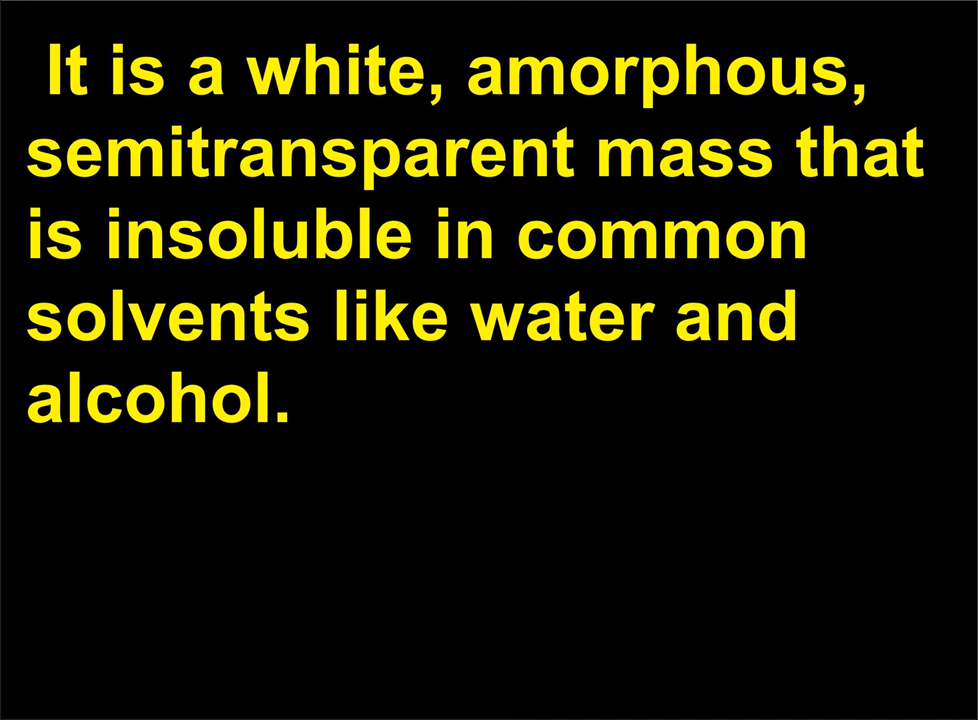 It is a white, amorphous,
semitransparent mass that
is insoluble in common
solvents like water and
alcohol.